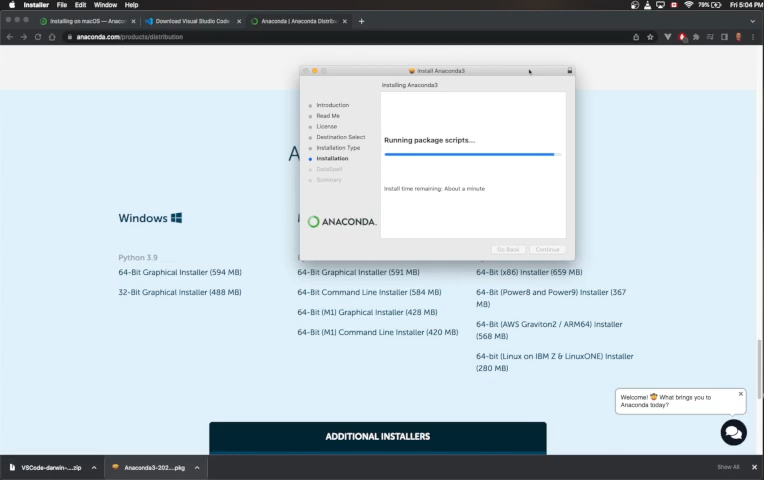 Installer File Edit Window Help
79% Fri 5:04 PM
Installing on macOS — Anacon
Download Visual Studio Code
Anaconda | Anaconda Distribu
anaconda.com/products/distribution
Install Anaconda3
Installing Anaconda3
Introduction
Read Me
License
Destination Select
Installation Type
Installation
DataSpell
Summary
ANACONDA.
Running package scripts...
Install time remaining: About a minute
Go Back Continue
A
Windows
Python 3.9
64-Bit Graphical Installer (594 MB)
32-Bit Graphical Installer (488 MB)
64-Bit Graphical Installer (591 MB)
64-Bit Command Line Installer (584 MB)
64-Bit (M1) Graphical Installer (428 MB)
64-Bit (M1) Command Line Installer (420 MB)
64-Bit (x86) Installer (659 MB)
64-Bit (Power8 and Power9) Installer (367
MB)
64-Bit (AWS Graviton2 / ARM64) Installer
(568 MB)
64-bit (Linux on IBM Z & LinuxONE) Installer
(280 MB)
Welcome! What brings you to
Anaconda today?
ADDITIONAL INSTALLERS
VSCode-darwin-....zip
Anaconda3-202....pkg
Show All